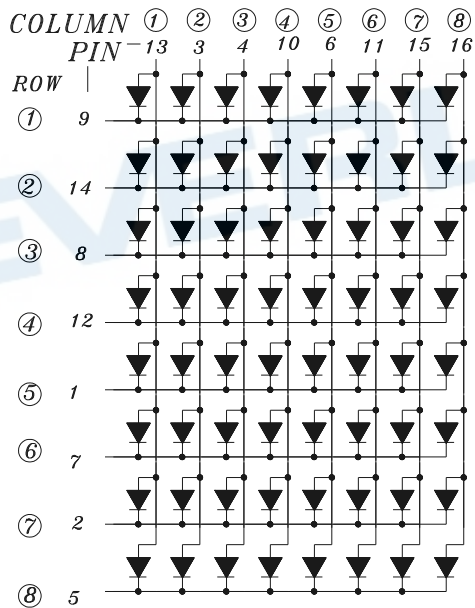 COLUMN ① ② ③ ④ ⑤ ⑥ ⑦ ⑧
PIN 13 3 4 10 6 11 15 16
ROW
① 9
② 14
③ 8
④ 12
⑤ 1
⑥ 7
⑦ 2
⑧ 5
EVERL